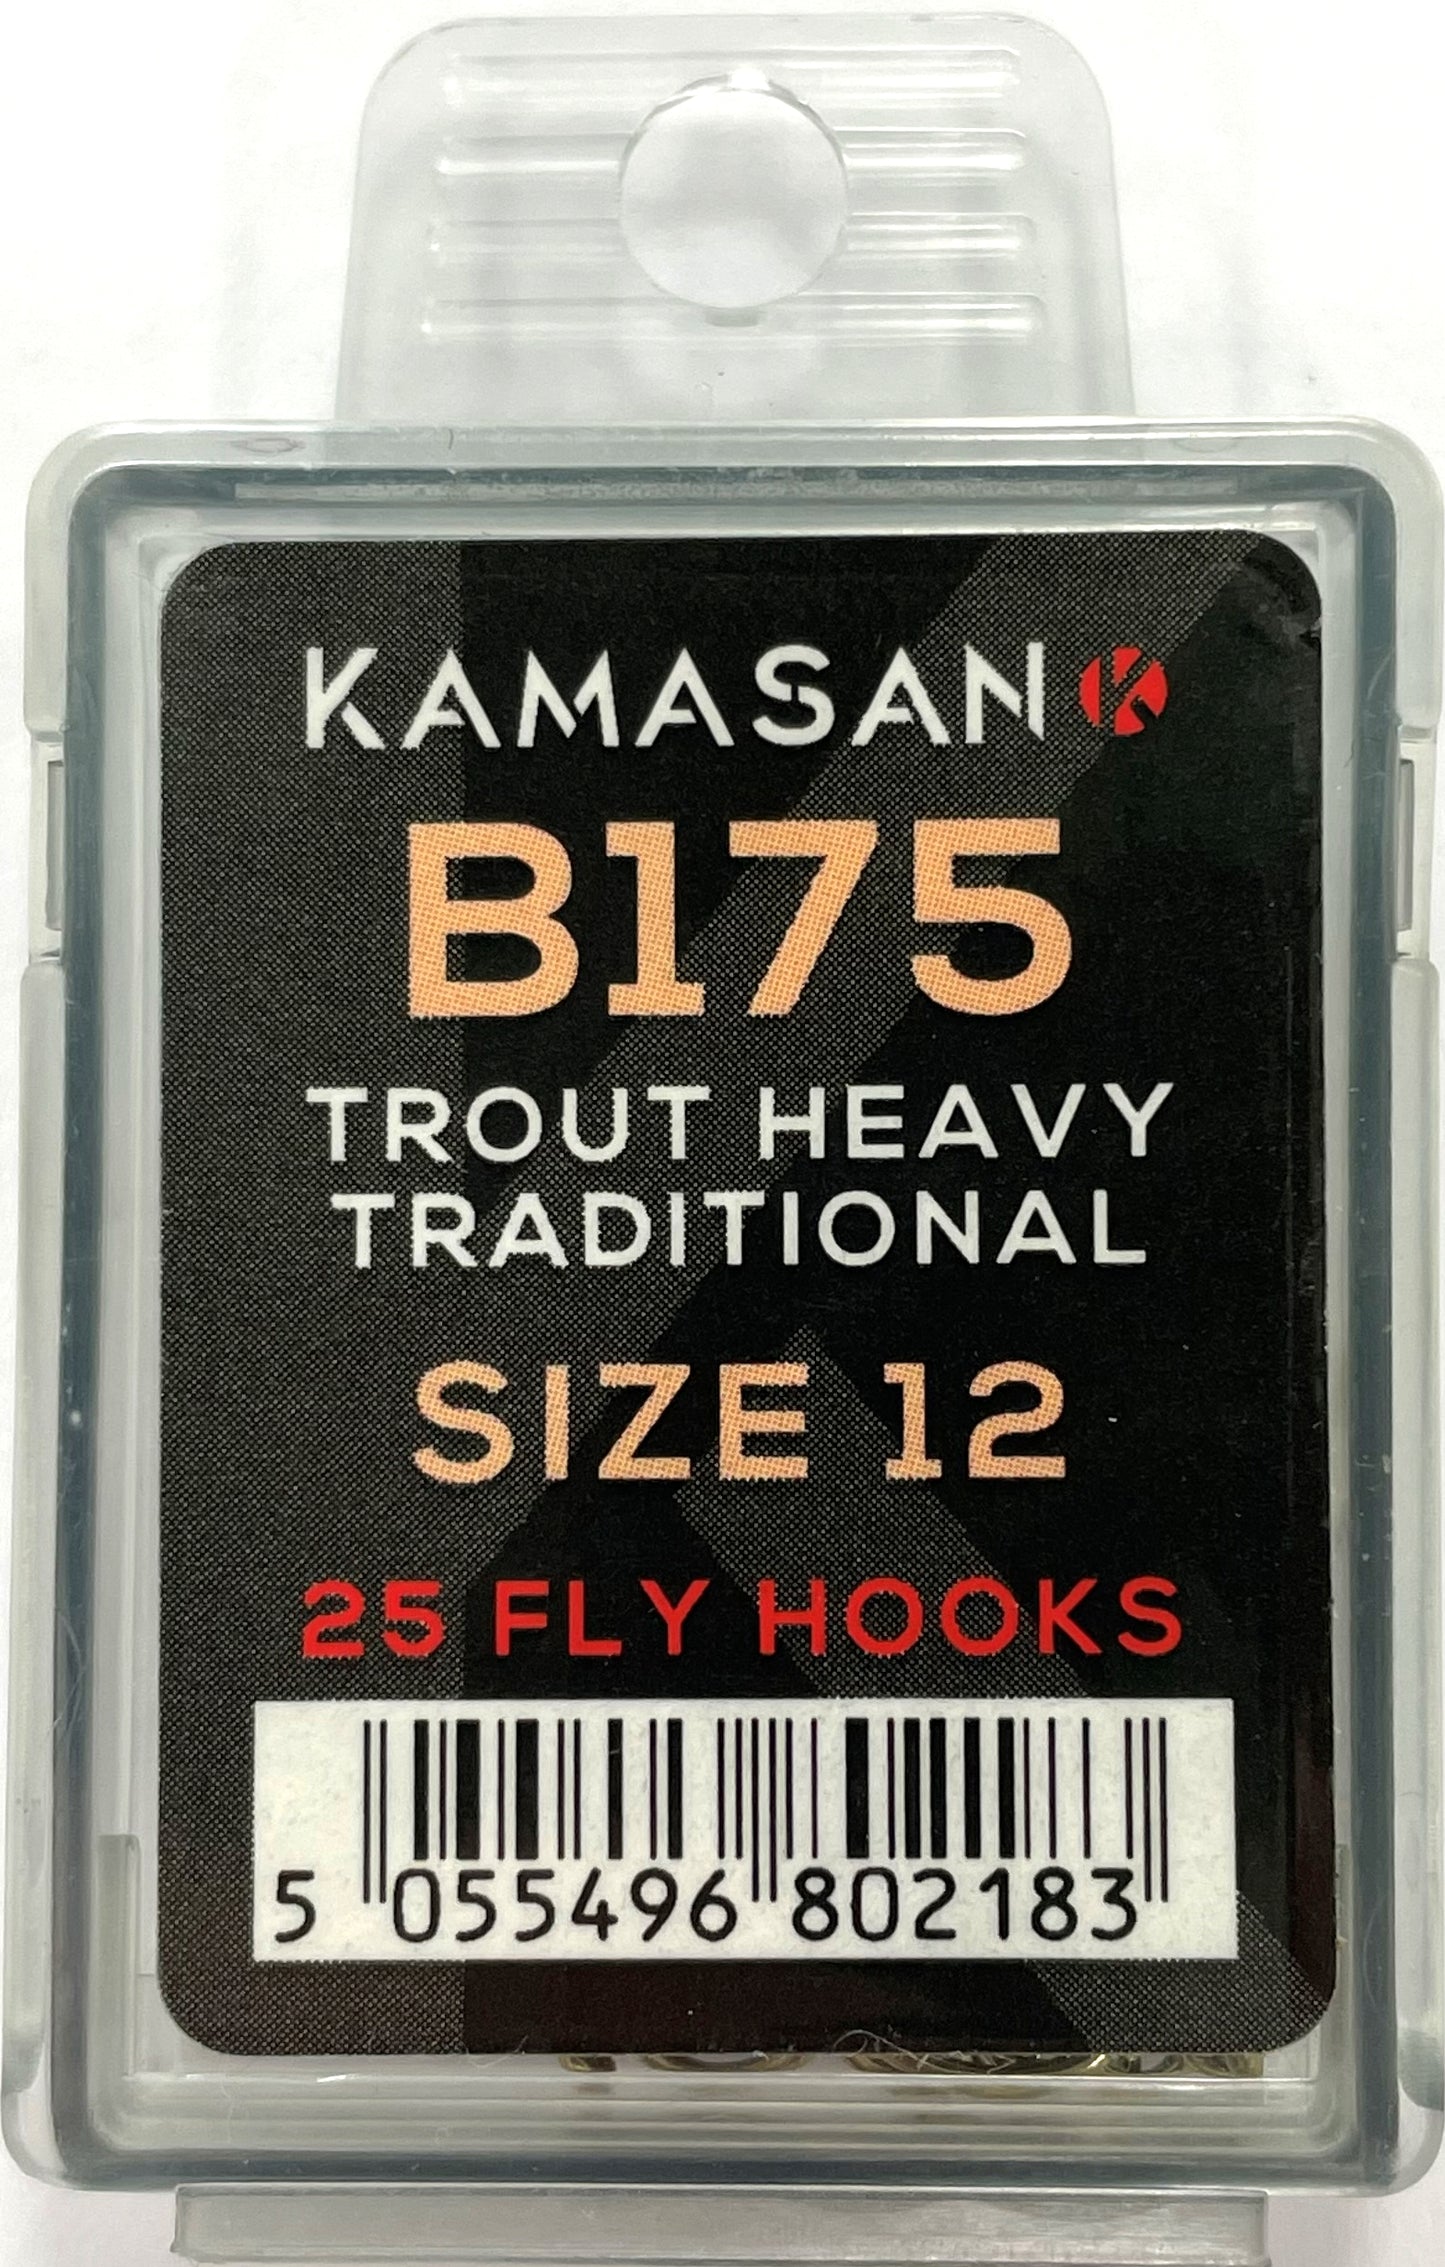 KAMASAN
B175
TROUT HEAVY
TRADITIONAL
SIZE 12
25 FLY HOOKS
5 055496 802183